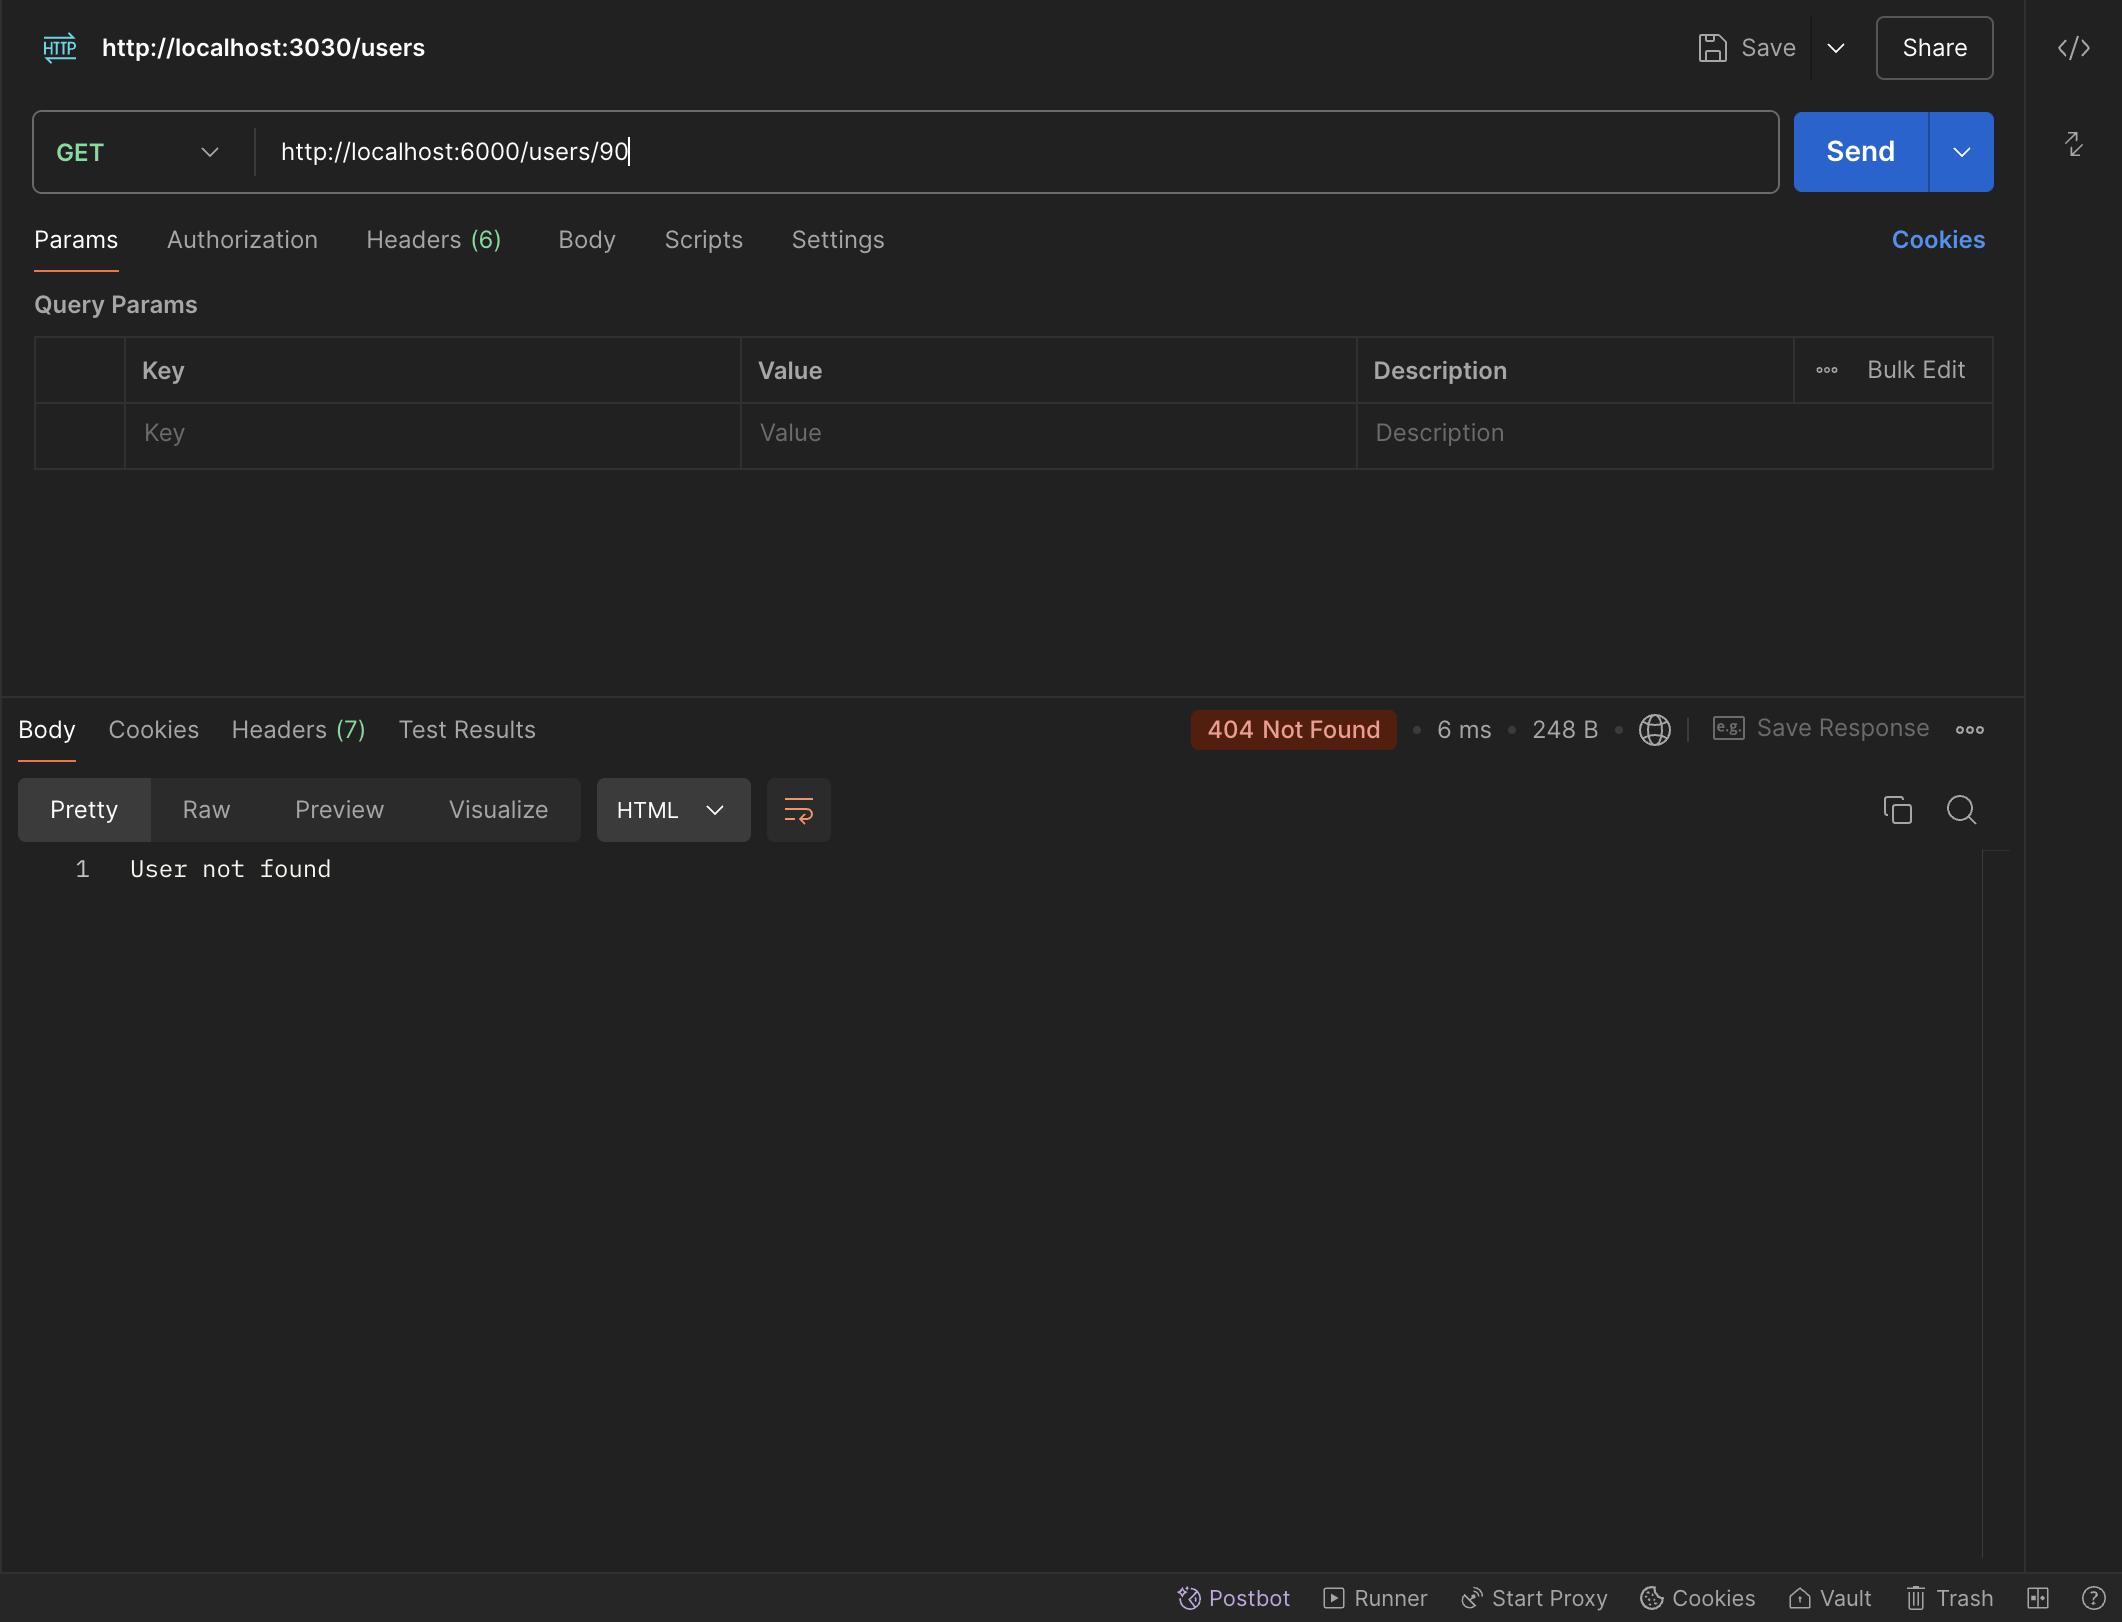 HTTP http://localhost:3030/users Save Share </>
GET http://localhost:6000/users/90 Send
Params Authorization Headers (6) Body Scripts Settings Cookies
Query Params
Key Value Description Bulk Edit
Key Value Description
Body Cookies Headers (7) Test Results 404 Not Found • 6 ms • 248 B • e.g. Save Response
Pretty Raw Preview Visualize HTML
1 User not found
Postbot Runner Start Proxy Cookies Vault Trash ?